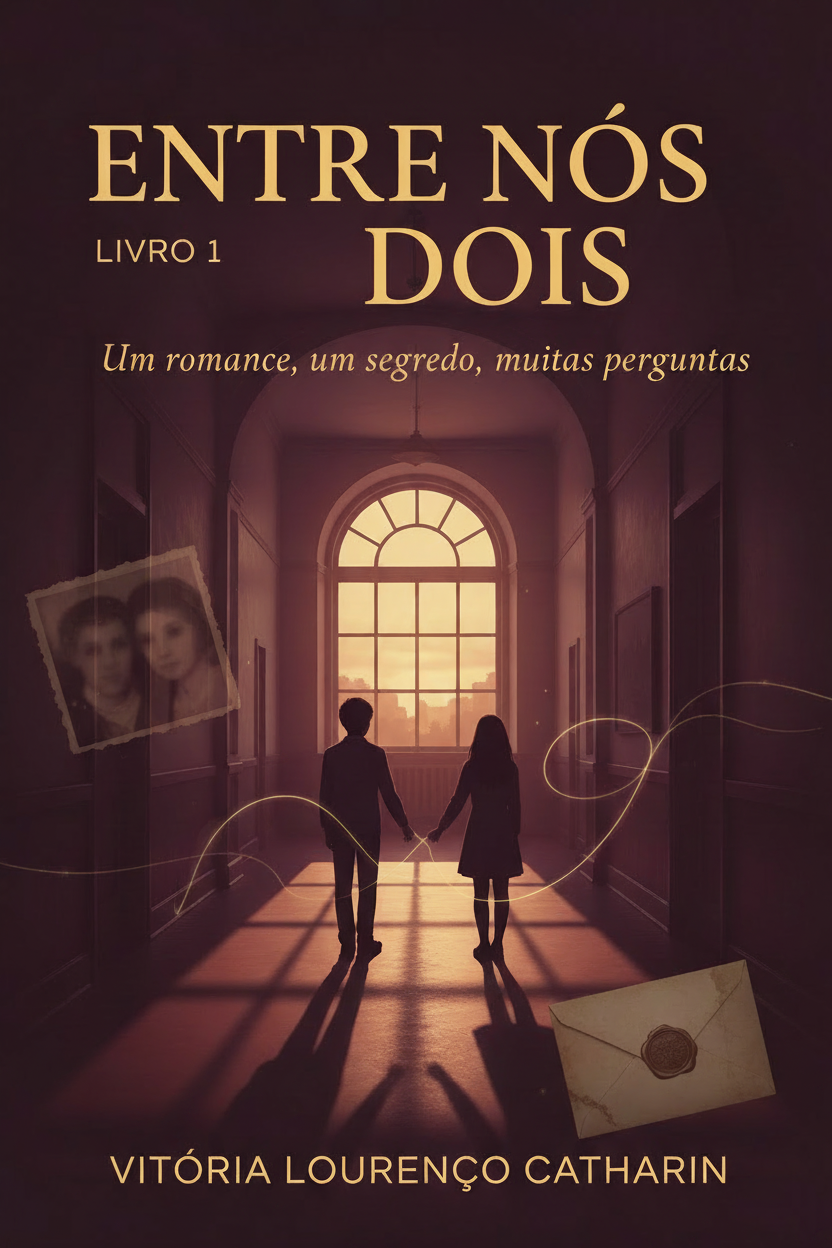 ENTRE NÓS
DOIS
LIVRO 1
Um romance, um segredo, muitas perguntas
VITÓRIA LOURENÇO CATHARIN